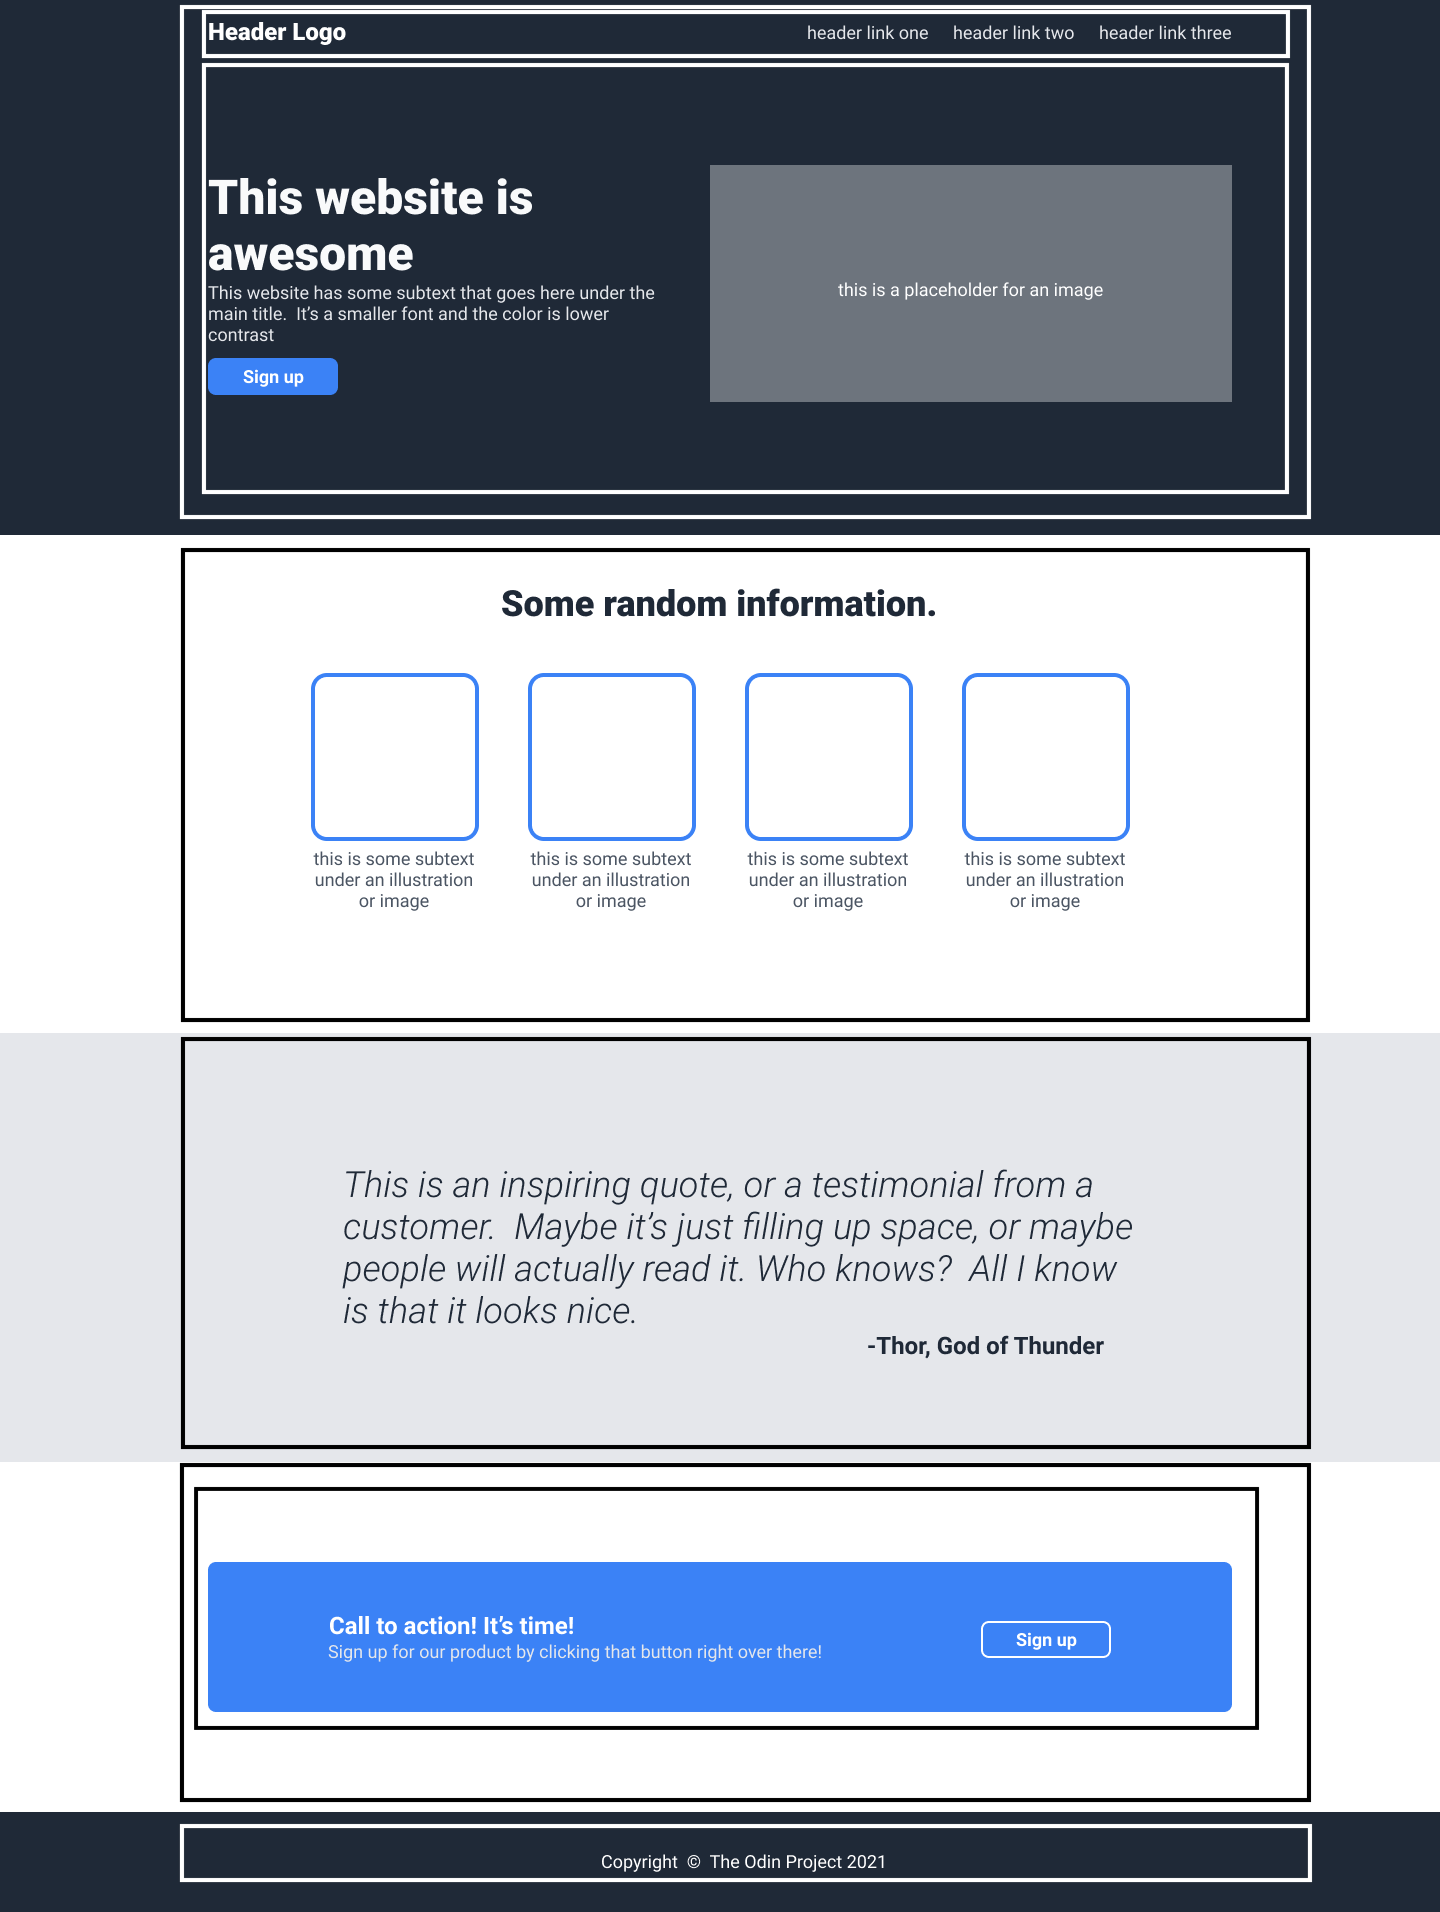 Header Logo
header link one header link two header link three
This website is
awesome
This website has some subtext that goes here under the
main title.  It’s a smaller font and the color is lower
contrast
Sign up
this is a placeholder for an image
Some random information.
this is some subtext
under an illustration
or image
this is some subtext
under an illustration
or image
this is some subtext
under an illustration
or image
this is some subtext
under an illustration
or image
This is an inspiring quote, or a testimonial from a
customer.  Maybe it’s just filling up space, or maybe
people will actually read it. Who knows?  All I know
is that it looks nice.
-Thor, God of Thunder
Call to action! It’s time!
Sign up for our product by clicking that button right over there!
Sign up
Copyright © The Odin Project 2021